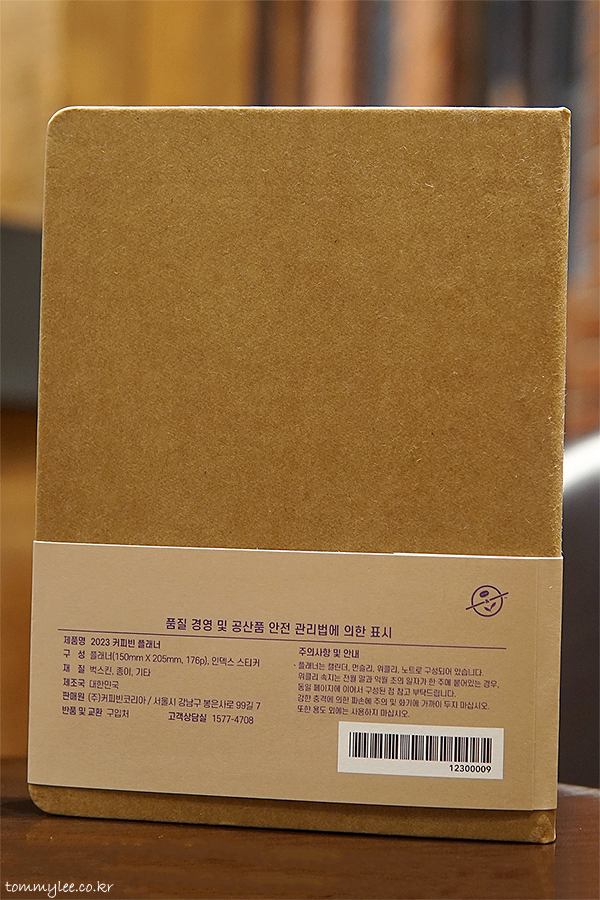 품질 경영 및 공산품 안전 관리법에 의한 표시
제품명 2023 커피빈 플래너
구 성 플래너(150mm X 205mm, 176p), 인덱스 스티커
재 질 벅스킨, 종이, 기타
제조국 대한민국
판매원 (주)커피빈코리아 / 서울시 강남구 봉은사로 99길 7
반품 및 교환 구입처 고객상담실 1577-4708
주의사항 및 안내
· 플래너는 캘린더, 먼슬리, 위클리, 노트로 구성되어 있습니다.
위클리 속지는 전월 말과 익월 초의 일자가 한 주에 붙어있는 경우,
동일 페이지에 이어서 구성된 점 참고 부탁드립니다.
강한 충격에 의한 파손에 주의 및 화기에 가까이 두지 마십시오.
또한 용도 외에는 사용하지 마십시오.
12300009
tommylee.co.kr